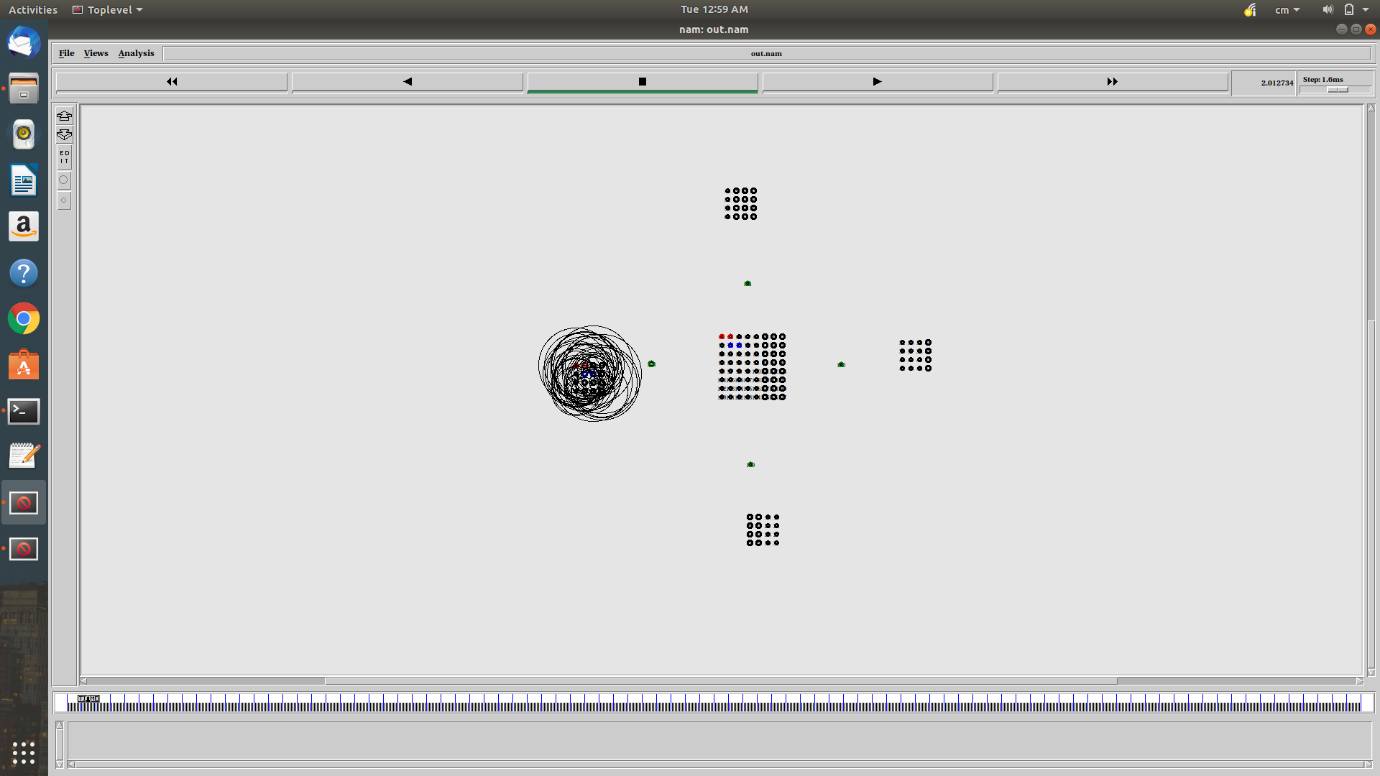 Activities Toplevel Tue 12:59 AM cm
nam: out.nam
File Views Analysis out.nam
2.012734 Step: 1.6ms
E D
I T